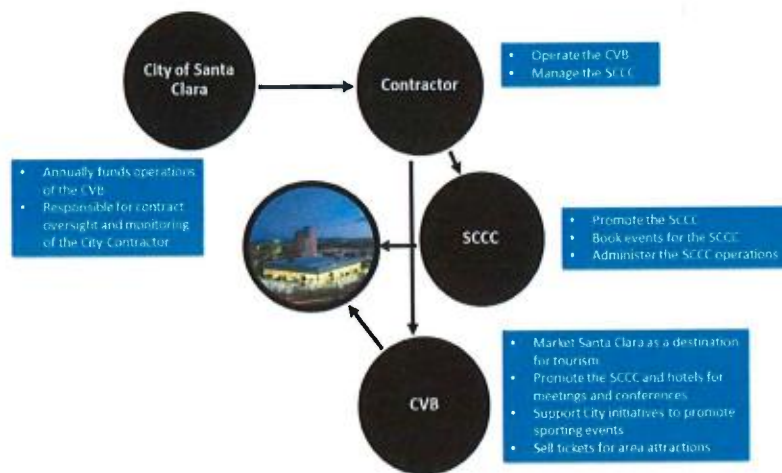 City of Santa
Clara
Contractor
• Operate the CVB
• Manage the SCCC
• Annually funds operations
of the CVB
• Responsible for contract
oversight and monitoring
of the City Contractor
SCCC
• Promote the SCCC
• Book events for the SCCC
• Administer the SCCC operations
CVB
• Market Santa Clara as a destination
for tourism
• Promote the SCCC and hotels for
meetings and conferences
• Support City initiatives to promote
sporting events
• Sell tickets for area attractions